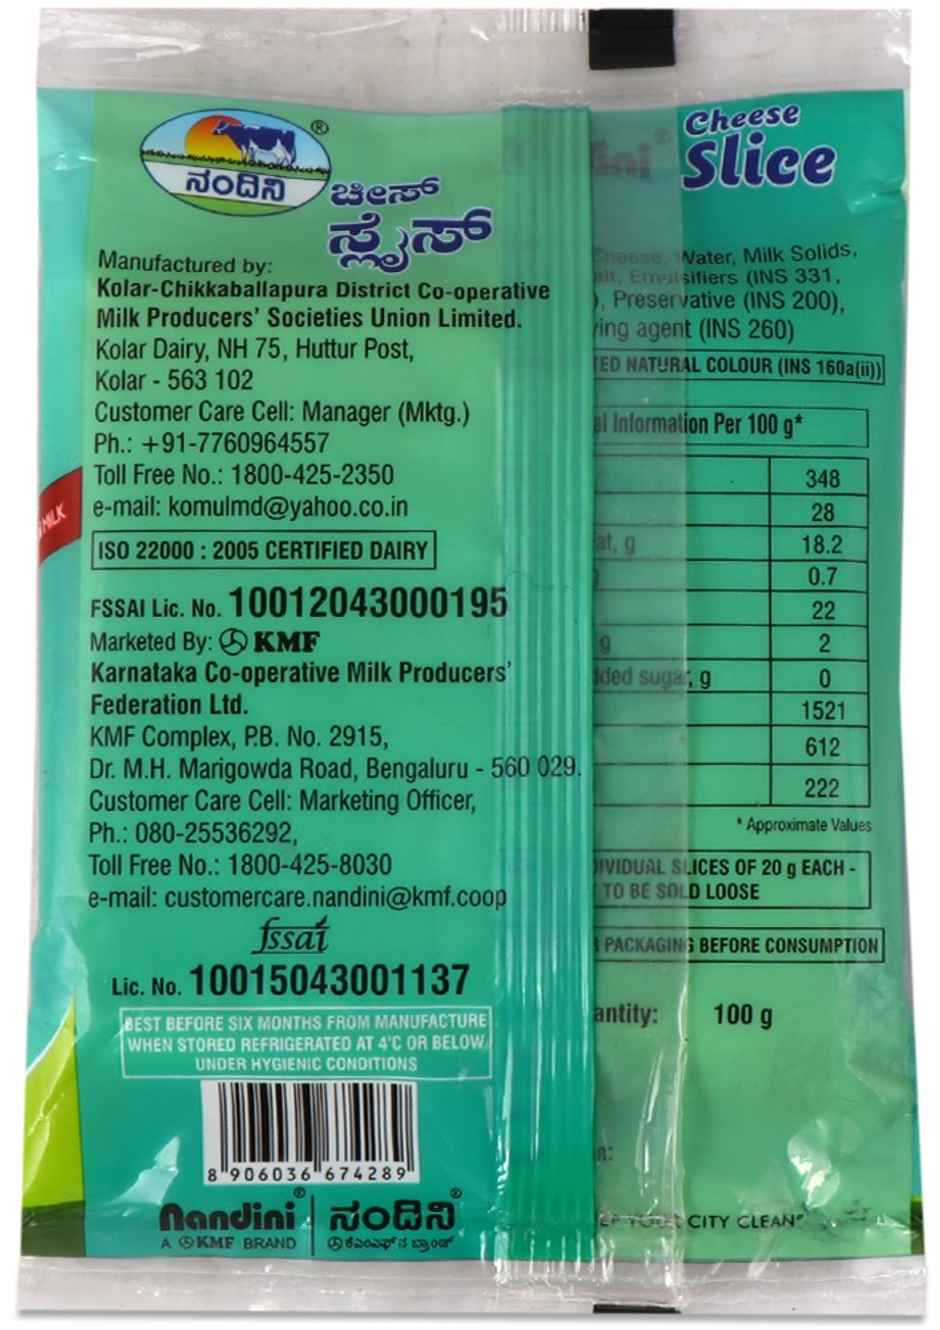 ನಂದಿನಿ ®
ಚೀಸ್
ಸ್ಲೈಸ್
Manufactured by:
Kolar-Chikkaballapura District Co-operative
Milk Producers' Societies Union Limited.
Kolar Dairy, NH 75, Huttur Post,
Kolar - 563 102
Customer Care Cell: Manager (Mktg.)
Ph.: +91-7760964557
Toll Free No.: 1800-425-2350
e-mail: komulmd@yahoo.co.in
MILK
ISO 22000 : 2005 CERTIFIED DAIRY
FSSAI Lic. No. 10012043000195
Marketed By: KMF
Karnataka Co-operative Milk Producers'
Federation Ltd.
KMF Complex, P.B. No. 2915,
Dr. M.H. Marigowda Road, Bengaluru - 560 029.
Customer Care Cell: Marketing Officer,
Ph.: 080-25536292,
Toll Free No.: 1800-425-8030
e-mail: customercare.nandini@kmf.coop
fssai
Lic. No. 10015043001137
BEST BEFORE SIX MONTHS FROM MANUFACTURE
WHEN STORED REFRIGERATED AT 4°C OR BELOW
UNDER HYGIENIC CONDITIONS
8 906036 674289
nandini® ನಂದಿನಿ®
A KMF BRAND ಕೆಎಂಎಫ್ ನ ಬ್ರಾಂಡ್
Cheese
Slice
Cheese, Water, Milk Solids,
Emulsifiers (INS 331,
), Preservative (INS 200),
agent (INS 260)
NATURAL COLOUR (INS 160a(ii))
Information Per 100 g*
348
28
g 18.2
0.7
22
g 2
sugar, g 0
1521
612
222
* Approximate Values
SLICES OF 20 g EACH -
TO BE SOLD LOOSE
PACKAGING BEFORE CONSUMPTION
100 g
YOUR CITY CLEAN